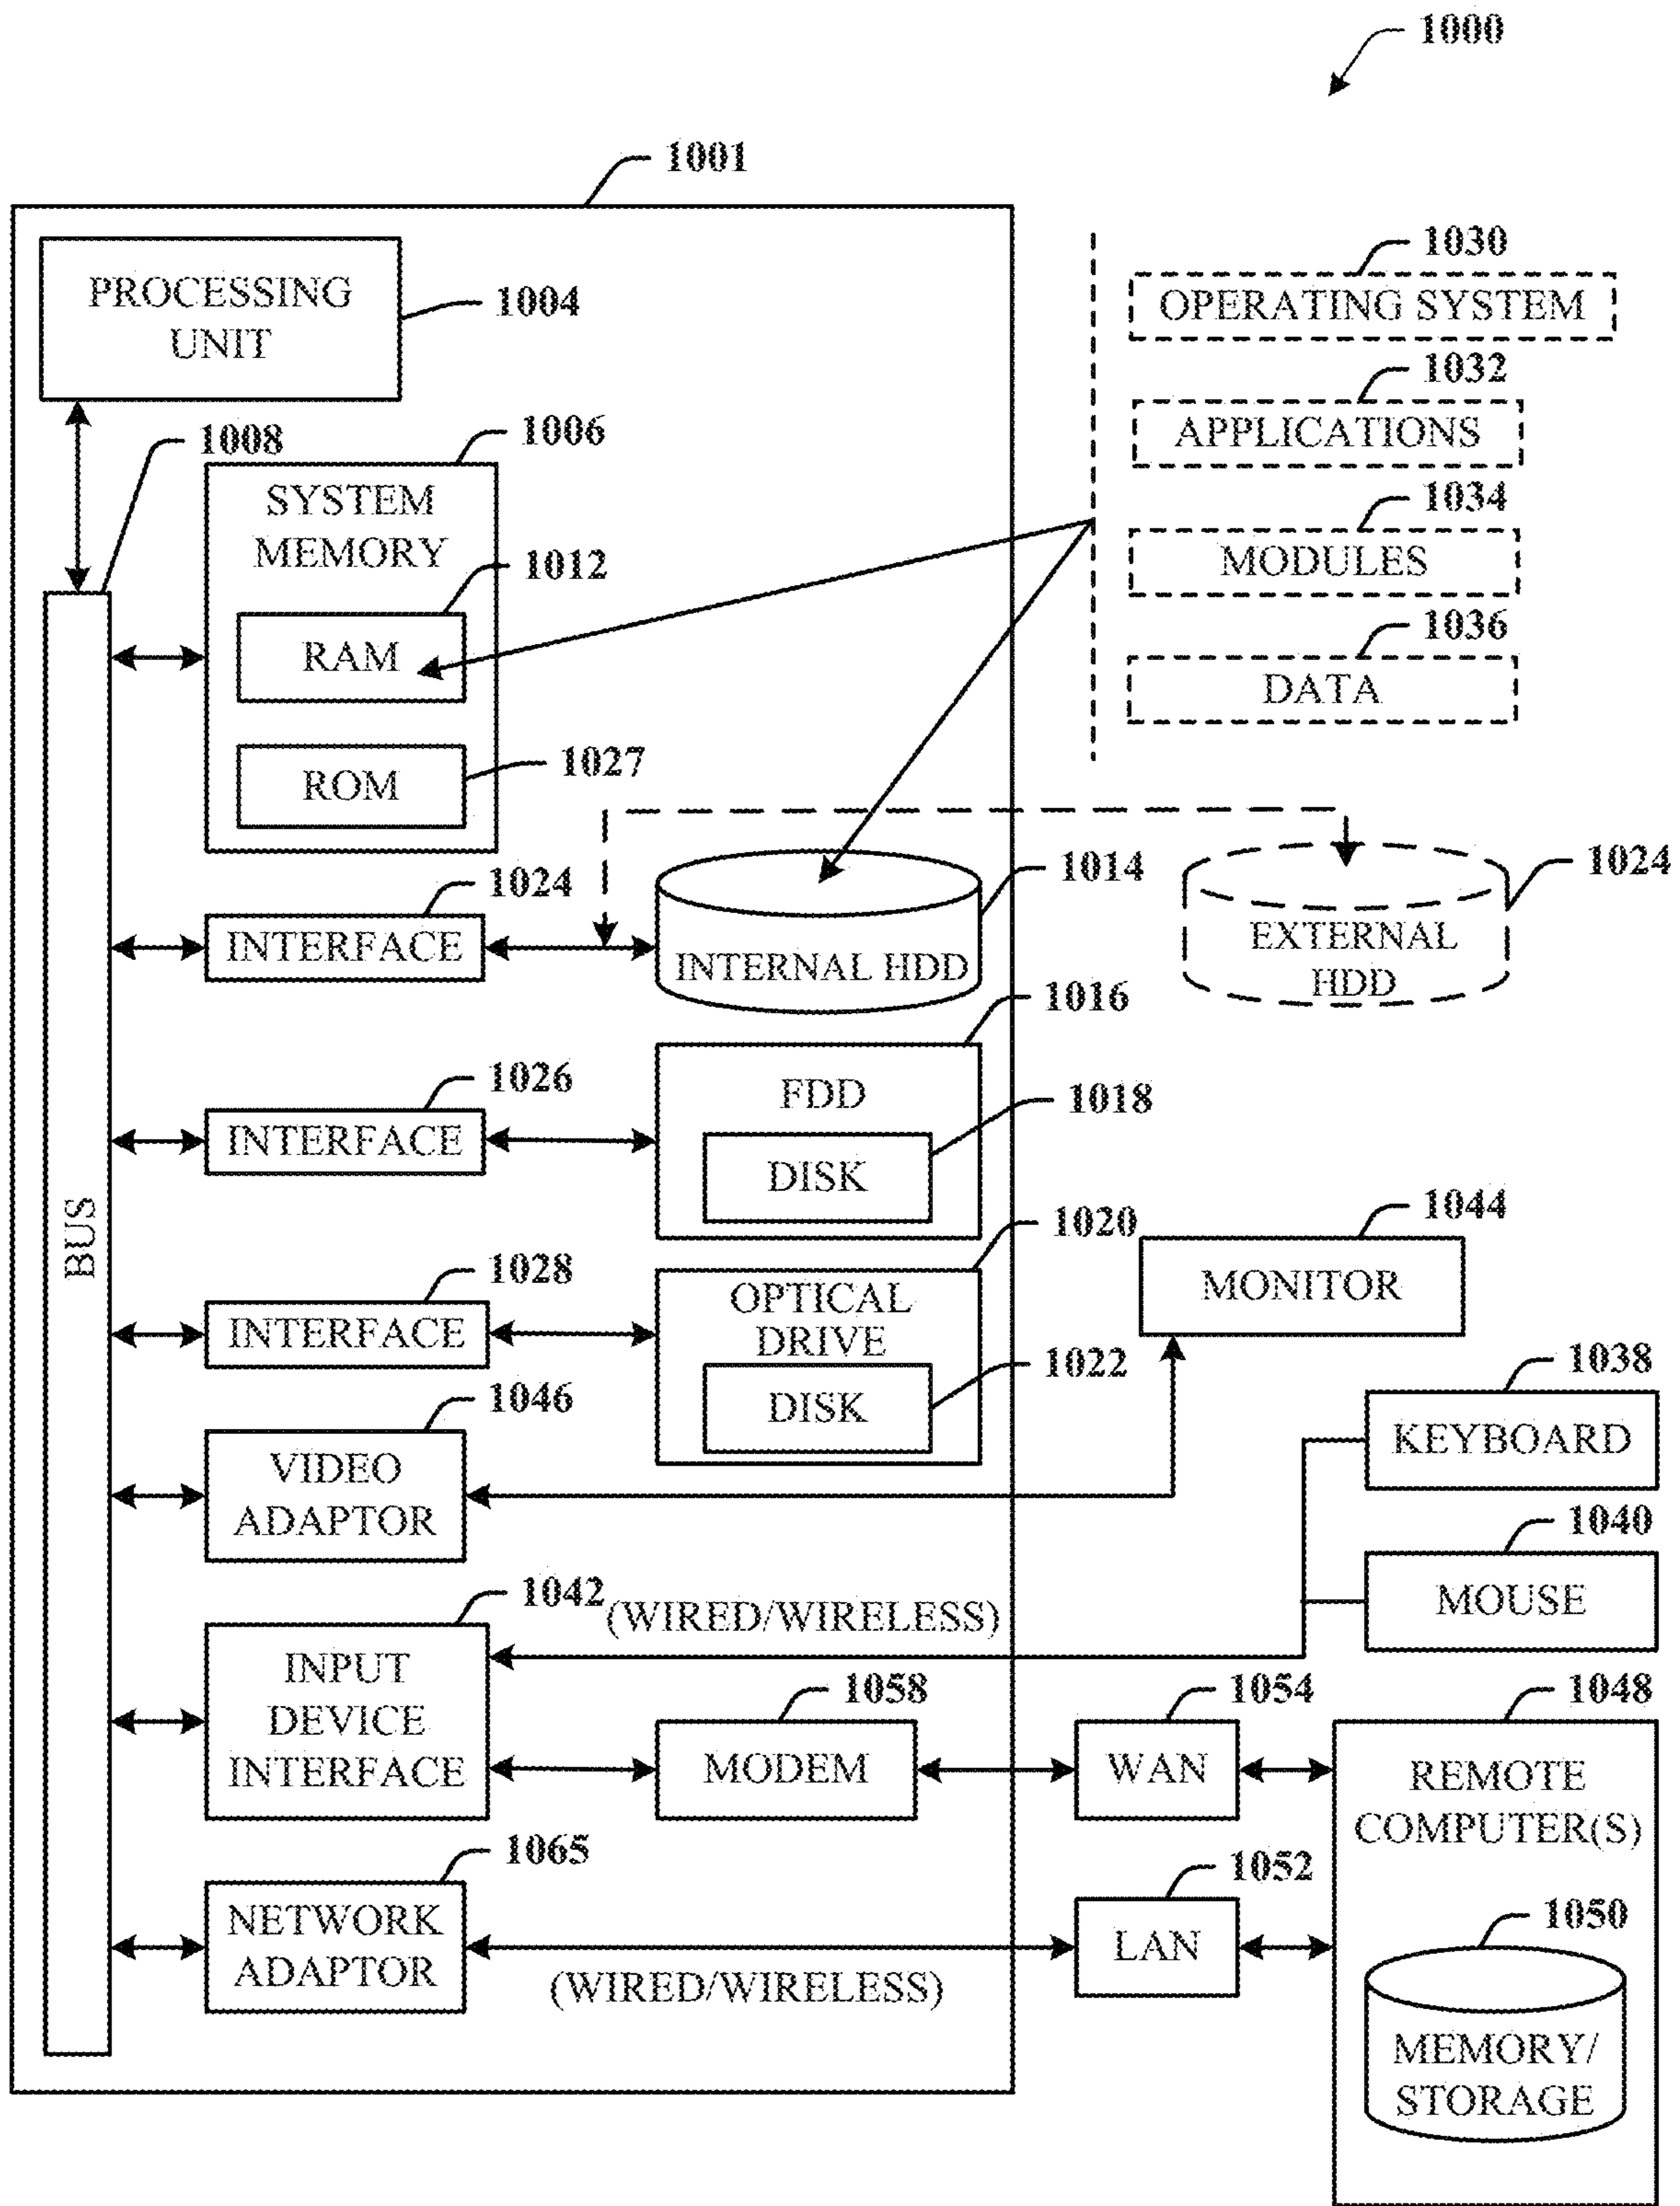 1000
1001
PROCESSING
UNIT
1004
1030
OPERATING SYSTEM
1032
APPLICATIONS
1034
MODULES
1036
DATA
1008
1006
SYSTEM
MEMORY
1012
RAM
1027
ROM
1024
INTERFACE
1014
INTERNAL HDD
1024
EXTERNAL
HDD
1026
INTERFACE
1016
FDD
1018
DISK
BUS
1028
INTERFACE
1020
OPTICAL
DRIVE
1022
DISK
1044
MONITOR
1046
VIDEO
ADAPTOR
1038
KEYBOARD
1040
MOUSE
1042
(WIRED/WIRELESS)
INPUT
DEVICE
INTERFACE
1058
MODEM
1054
WAN
1048
REMOTE
COMPUTER(S)
1065
NETWORK
ADAPTOR
(WIRED/WIRELESS)
1052
LAN
1050
MEMORY/
STORAGE